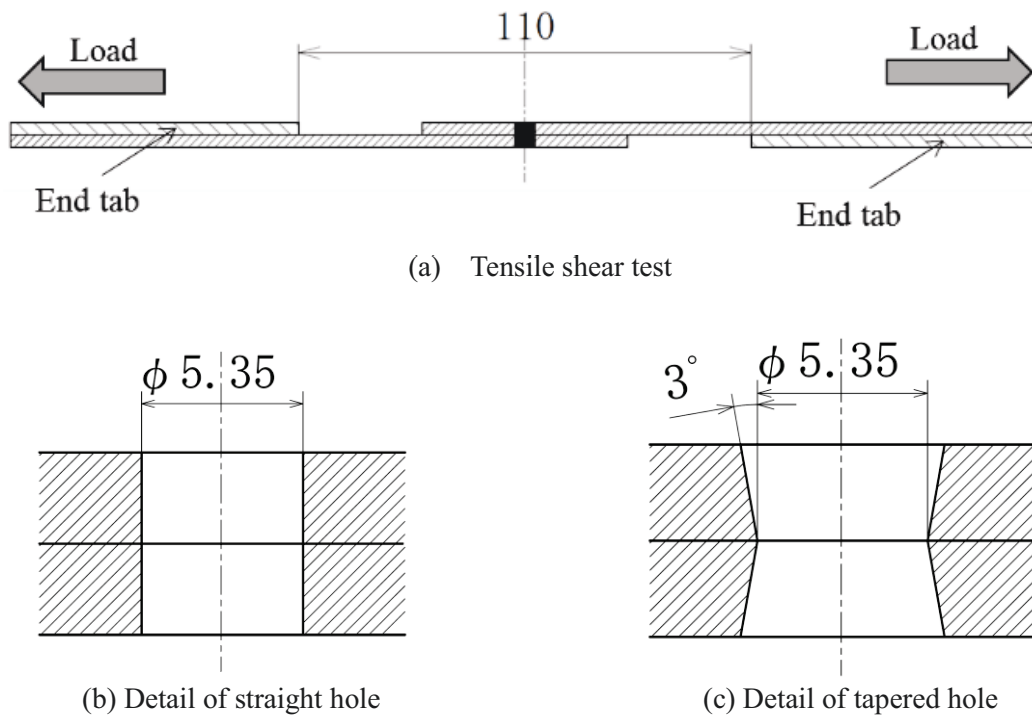 110
Load
Load
End tab
End tab
(a) Tensile shear test
ϕ 5.35
3°
ϕ 5.35
(b) Detail of straight hole
(c) Detail of tapered hole